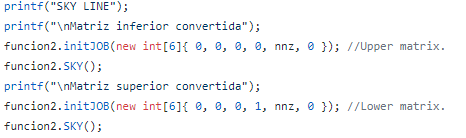 printf("SKY LINE");
printf("\nMatriz inferior convertida");
funcion2.initJOB(new int[6]{ 0, 0, 0, 0, nnz, 0 }); //Upper matrix.
funcion2.SKY();
printf("\nMatriz superior convertida");
funcion2.initJOB(new int[6]{ 0, 0, 0, 1, nnz, 0 }); //Lower matrix.
funcion2.SKY();